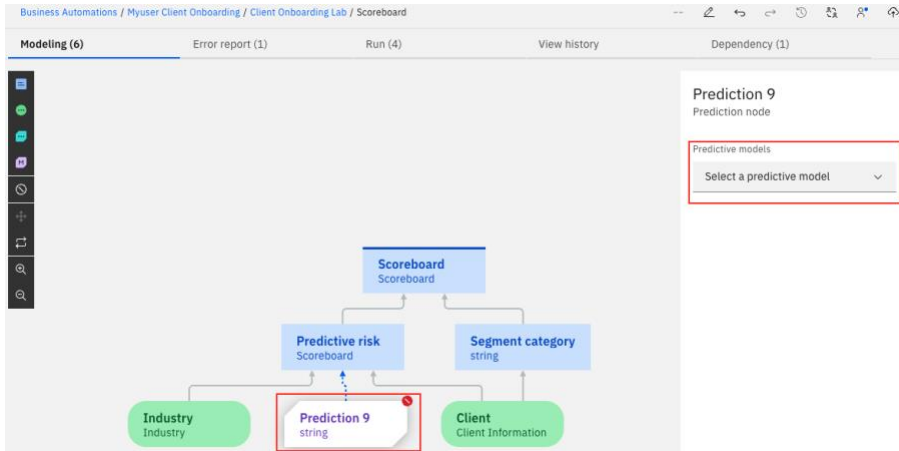 Business Automations / Myuser Client Onboarding / Client Onboarding Lab / Scoreboard
Modeling (6) Error report (1) Run (4) View history Dependency (1)
Prediction 9
Prediction node
Predictive models
Select a predictive model
Scoreboard
Scoreboard
Predictive risk
Scoreboard
Segment category
string
Industry
Industry
Prediction 9
string
Client
Client Information